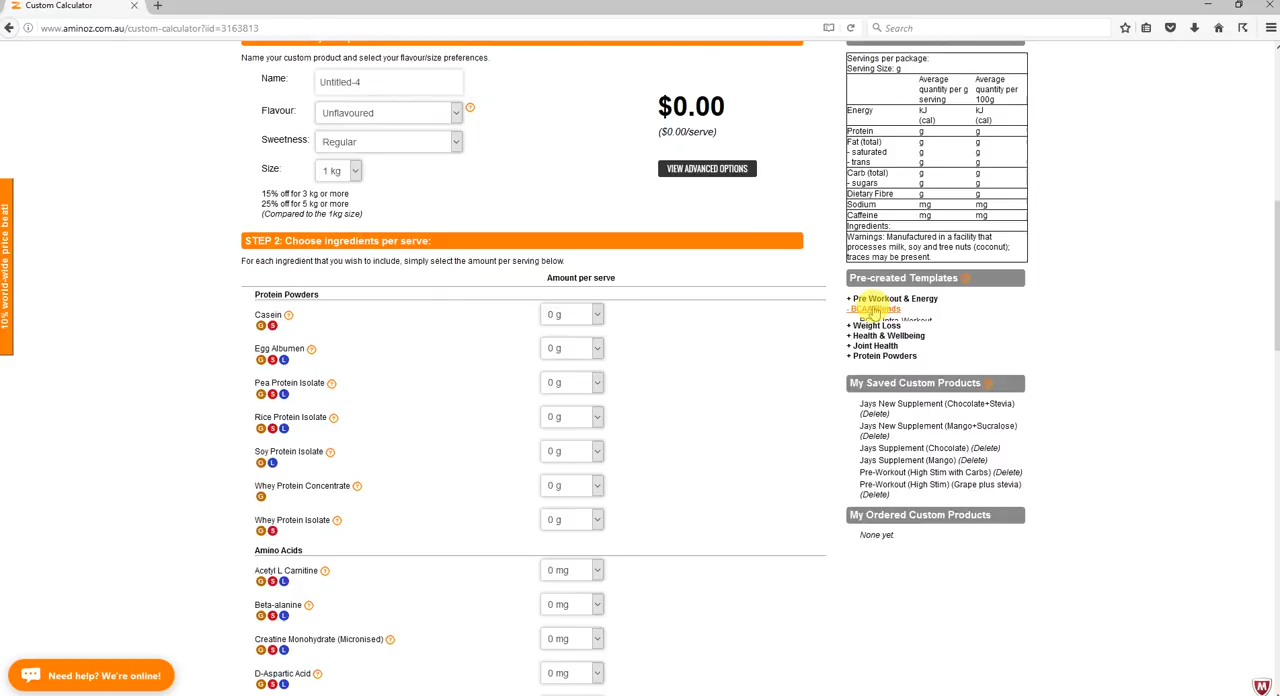 Custom Calculator
www.aminoz.com.au/custom-calculator?iid=3163813
Search
Name your custom product and select your flavour/size preferences.
Name:
Untitled-4
Flavour:
Unflavoured
Sweetness:
Regular
Size:
1 kg
15% off for 3 kg or more
25% off for 5 kg or more
(Compared to the 1kg size)
$0.00
($0.00/serve)
VIEW ADVANCED OPTIONS
10% world-wide price beat!
STEP 2: Choose ingredients per serve:
For each ingredient that you wish to include, simply select the amount per serving below.
Amount per serve
Protein Powders
Casein
0 g
G S
Egg Albumen
0 g
G S L
Pea Protein Isolate
0 g
G S L
Rice Protein Isolate
0 g
G S L
Soy Protein Isolate
0 g
G L
Whey Protein Concentrate
0 g
G
Whey Protein Isolate
0 g
G S
Amino Acids
Acetyl L Carnitine
0 mg
G S L
Beta-alanine
0 mg
G S L
Creatine Monohydrate (Micronised)
0 mg
G S L
D-Aspartic Acid
0 mg
G S L
Need help? We're online!
Servings per package:
Serving Size: g
Average quantity per g serving
Average quantity per 100g
Energy kJ (cal) kJ (cal)
Protein g g
Fat (total) g g
- saturated g g
- trans g g
Carb (total) g g
- sugars g g
Dietary Fibre g g
Sodium mg mg
Caffeine mg mg
Ingredients:
Warnings: Manufactured in a facility that
processes milk, soy and tree nuts (coconut);
traces may be present.
Pre-created Templates
+ Pre Workout & Energy
- BCAA Blends
+ Weight Loss
+ Health & Wellbeing
+ Joint Health
+ Protein Powders
My Saved Custom Products
Jays New Supplement (Chocolate+Stevia)
(Delete)
Jays New Supplement (Mango+Sucralose)
(Delete)
Jays Supplement (Chocolate) (Delete)
Jays Supplement (Mango) (Delete)
Pre-Workout (High Stim with Carbs) (Delete)
Pre-Workout (High Stim) (Grape plus stevia)
(Delete)
My Ordered Custom Products
None yet.